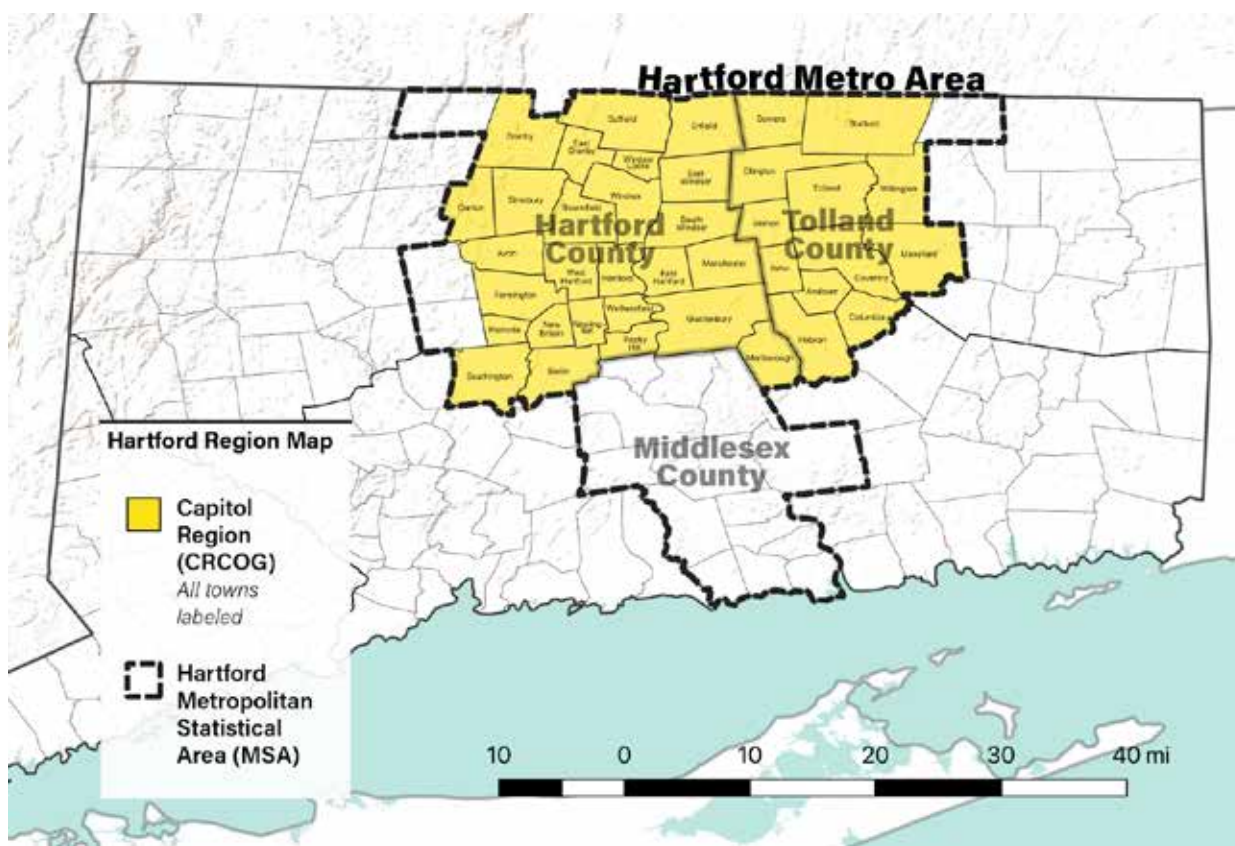 Hartford Metro Area
Suffield
Enfield
Somers
Stafford
Granby
East Granby
Windsor Locks
East Windsor
Ellington
Tolland
Willington
Canton
Simsbury
Bloomfield
Windsor
South Windsor
Vernon
Hartford County
Tolland County
Mansfield
Avon
West Hartford
Hartford
East Hartford
Manchester
Bolton
Coventry
Andover
Farmington
Columbia
Wethersfield
Glastonbury
New Britain
Newington
Plainville
Rocky Hill
Hebron
Marlborough
Southington
Berlin
Middlesex County
Hartford Region Map
Capitol
Region
(CRCOG)
All towns
labeled
Hartford
Metropolitan
Statistical
Area (MSA)
10 0 10 20 30 40 mi